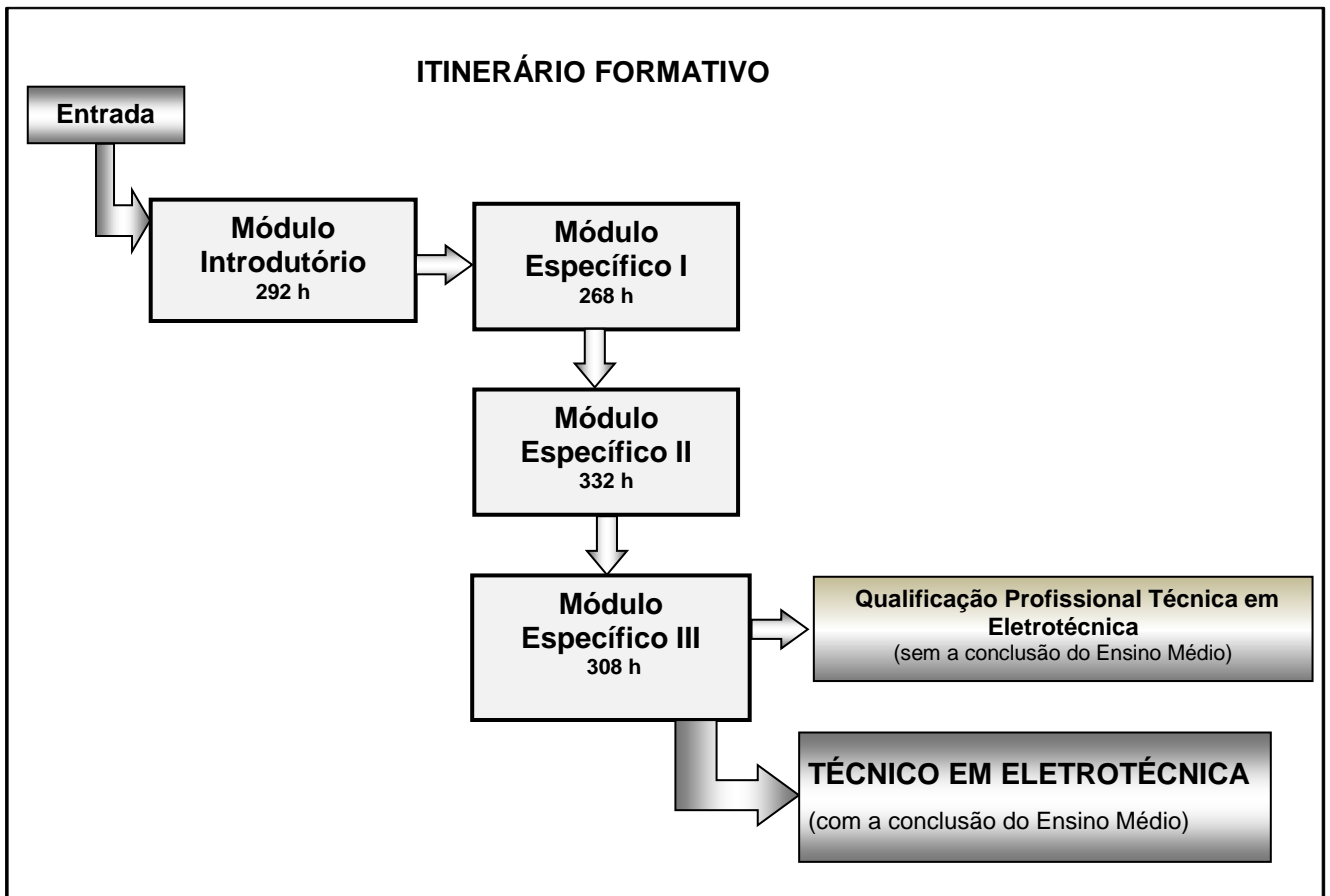 ITINERÁRIO FORMATIVO
Entrada
Módulo
Introdutório
292 h
Módulo
Específico I
268 h
Módulo
Específico II
332 h
Módulo
Específico III
308 h
Qualificação Profissional Técnica em
Eletrotécnica
(sem a conclusão do Ensino Médio)
TÉCNICO EM ELETROTÉCNICA
(com a conclusão do Ensino Médio)